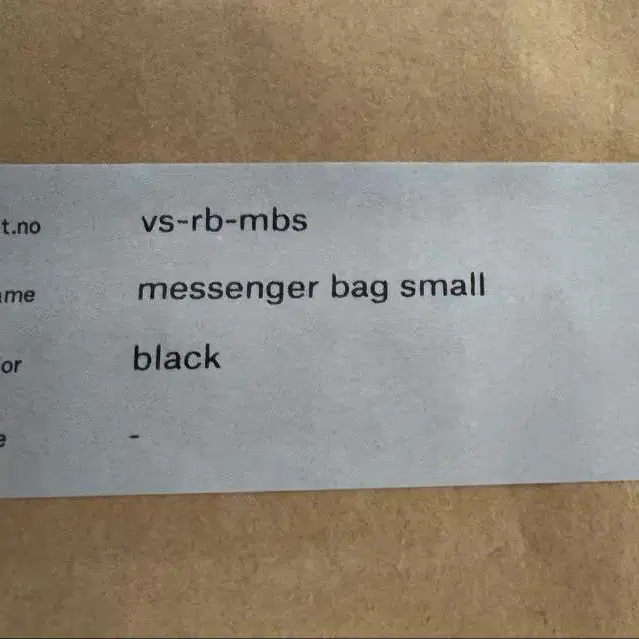 t.no vs-rb-mbs
ame messenger bag small
or black
e -